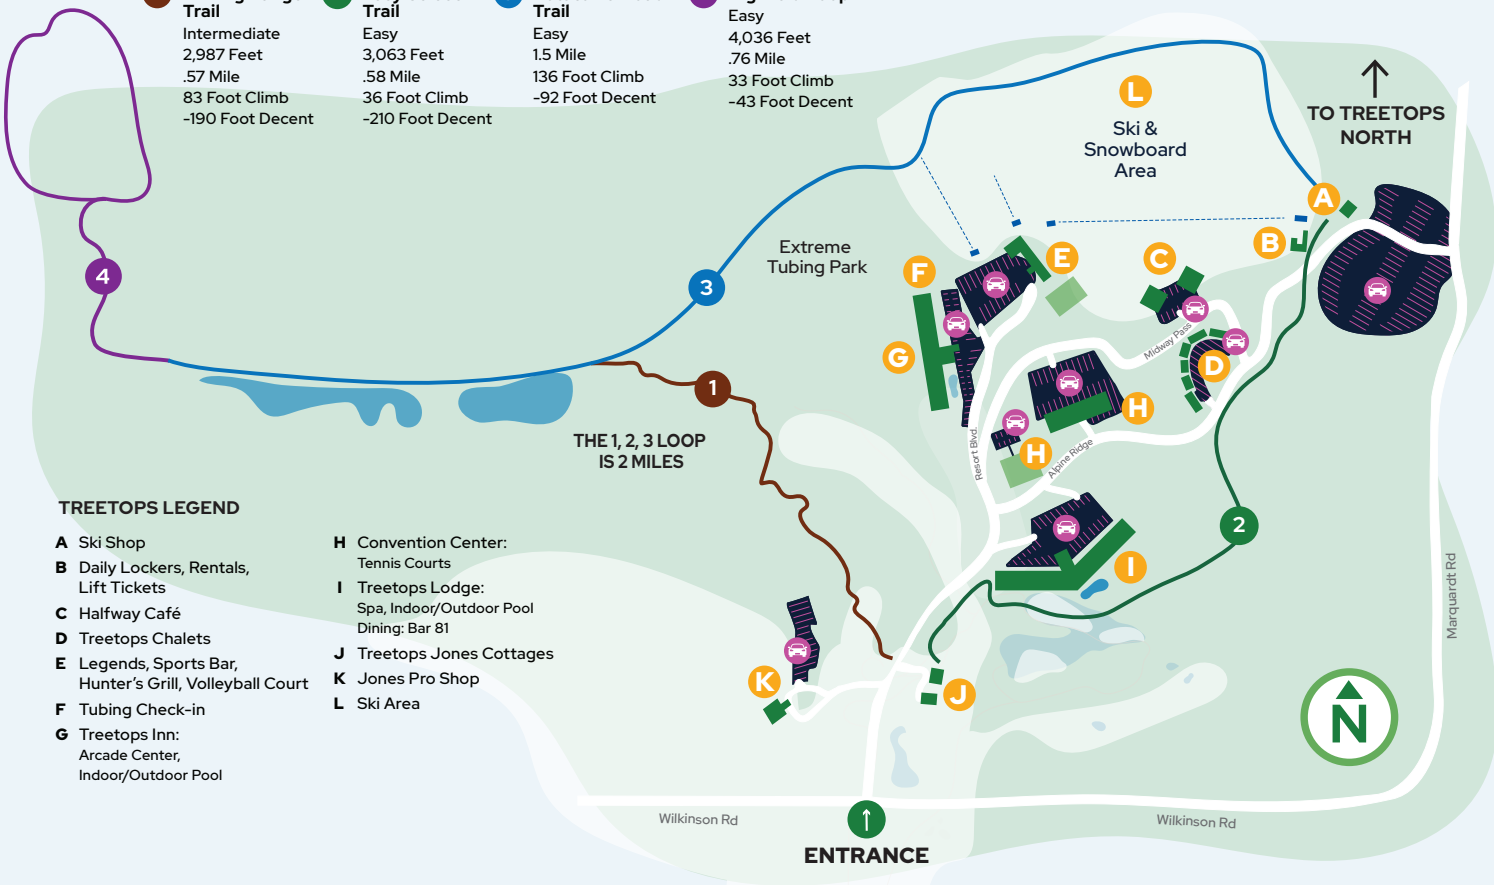 Trail
Intermediate
2,987 Feet
.57 Mile
83 Foot Climb
-190 Foot Decent
Trail
Easy
3,063 Feet
.58 Mile
36 Foot Climb
-210 Foot Decent
Trail
Easy
1.5 Mile
136 Foot Climb
-92 Foot Decent
Easy
4,036 Feet
.76 Mile
33 Foot Climb
-43 Foot Decent
L
Ski &
Snowboard
Area
TO TREETOPS
NORTH
A
B
C
E
F
Extreme
Tubing Park
4
3
Midway Pass
G
D
1
H
H
Resort Blvd.
Alpine Ridge
THE 1, 2, 3 LOOP
IS 2 MILES
2
I
Marquardt Rd
K
J
N
TREETOPS LEGEND
A Ski Shop
B Daily Lockers, Rentals,
Lift Tickets
C Halfway Café
D Treetops Chalets
E Legends, Sports Bar,
Hunter's Grill, Volleyball Court
F Tubing Check-in
G Treetops Inn:
Arcade Center,
Indoor/Outdoor Pool
H Convention Center:
Tennis Courts
I Treetops Lodge:
Spa, Indoor/Outdoor Pool
Dining: Bar 81
J Treetops Jones Cottages
K Jones Pro Shop
L Ski Area
Wilkinson Rd
Wilkinson Rd
ENTRANCE